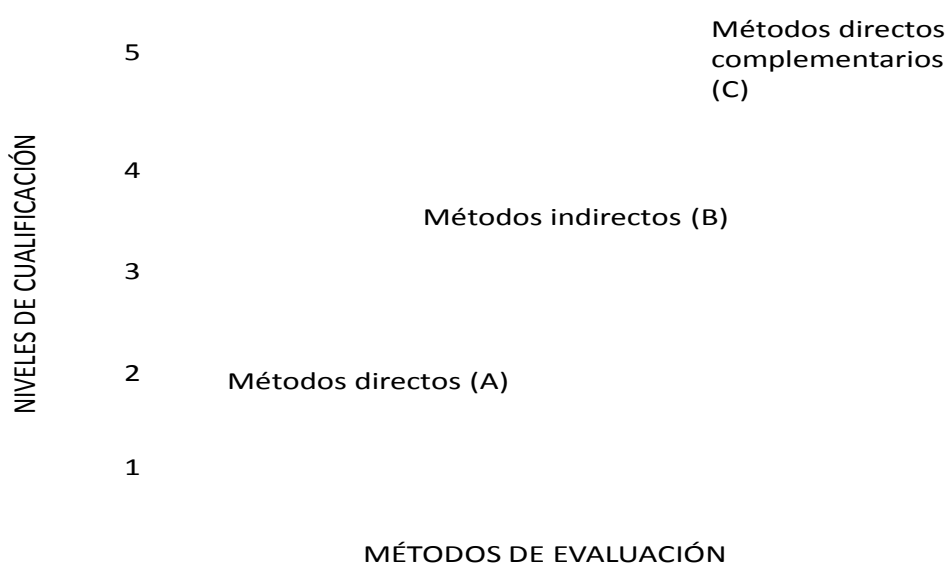 Métodos directos
complementarios
(C)
5
4
Métodos indirectos (B)
3
2
Métodos directos (A)
1
NIVELES DE CUALIFICACIÓN
MÉTODOS DE EVALUACIÓN